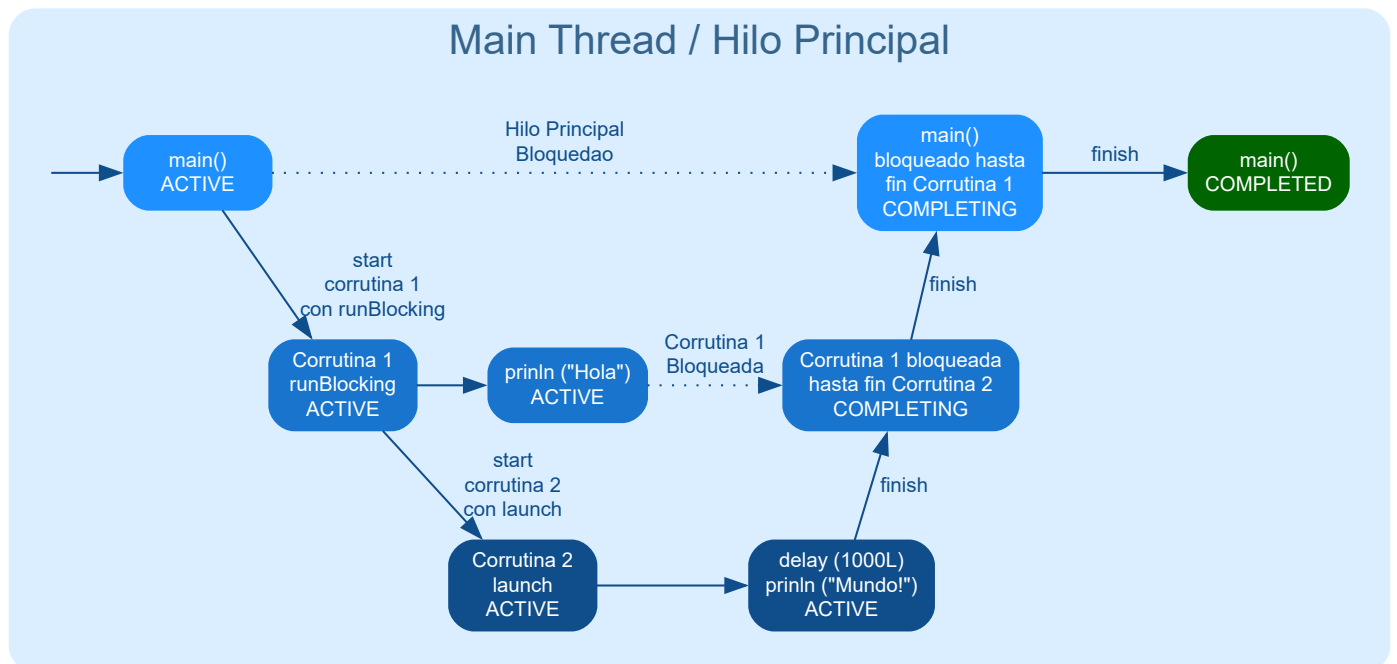 Main Thread / Hilo Principal
main()
ACTIVE
Hilo Principal
Bloquedao
main()
bloqueado hasta
fin Corrutina 1
COMPLETING
finish
main()
COMPLETED
start
corrutina 1
con runBlocking
finish
Corrutina 1
runBlocking
ACTIVE
prinln ("Hola")
ACTIVE
Corrutina 1
Bloqueada
Corrutina 1 bloqueada
hasta fin Corrutina 2
COMPLETING
start
corrutina 2
con launch
finish
Corrutina 2
launch
ACTIVE
delay (1000L)
prinln ("Mundo!")
ACTIVE